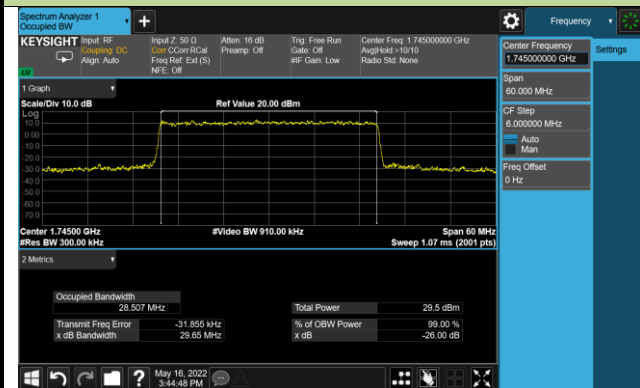 Spectrum Analyzer 1
Occupied BW
+
Frequency
KEYSIGHT
Input: RF
Coupling: DC
Align: Auto
Input Z: 50 Ω
Corr CCorr RCal
Freq Ref: Ext (S)
NFE: Off
Atten: 16 dB
Preamp: Off
Trig: Free Run
Gate: Off
#IF Gain: Low
Center Freq: 1.745000000 GHz
Avg|Hold:>10/10
Radio Std: None
Center Frequency
1.745000000 GHz
Settings
Span
60.000 MHz
CF Step
6.000000 MHz
Auto
Man
Freq Offset
0 Hz
1 Graph
Scale/Div 10.0 dB
Ref Value 20.00 dBm
Log
10.0
0.00
-10.0
-20.0
-30.0
-40.0
-50.0
-60.0
-70.0
Center 1.74500 GHz
#Video BW 910.00 kHz
Span 60 MHz
#Res BW 300.00 kHz
Sweep 1.07 ms (2001 pts)
2 Metrics
Occupied Bandwidth
28.507 MHz
Total Power
29.5 dBm
Transmit Freq Error
-31.855 kHz
% of OBW Power
99.00 %
x dB Bandwidth
29.65 MHz
x dB
-26.00 dB
?
May 16, 2022
3:44:48 PM